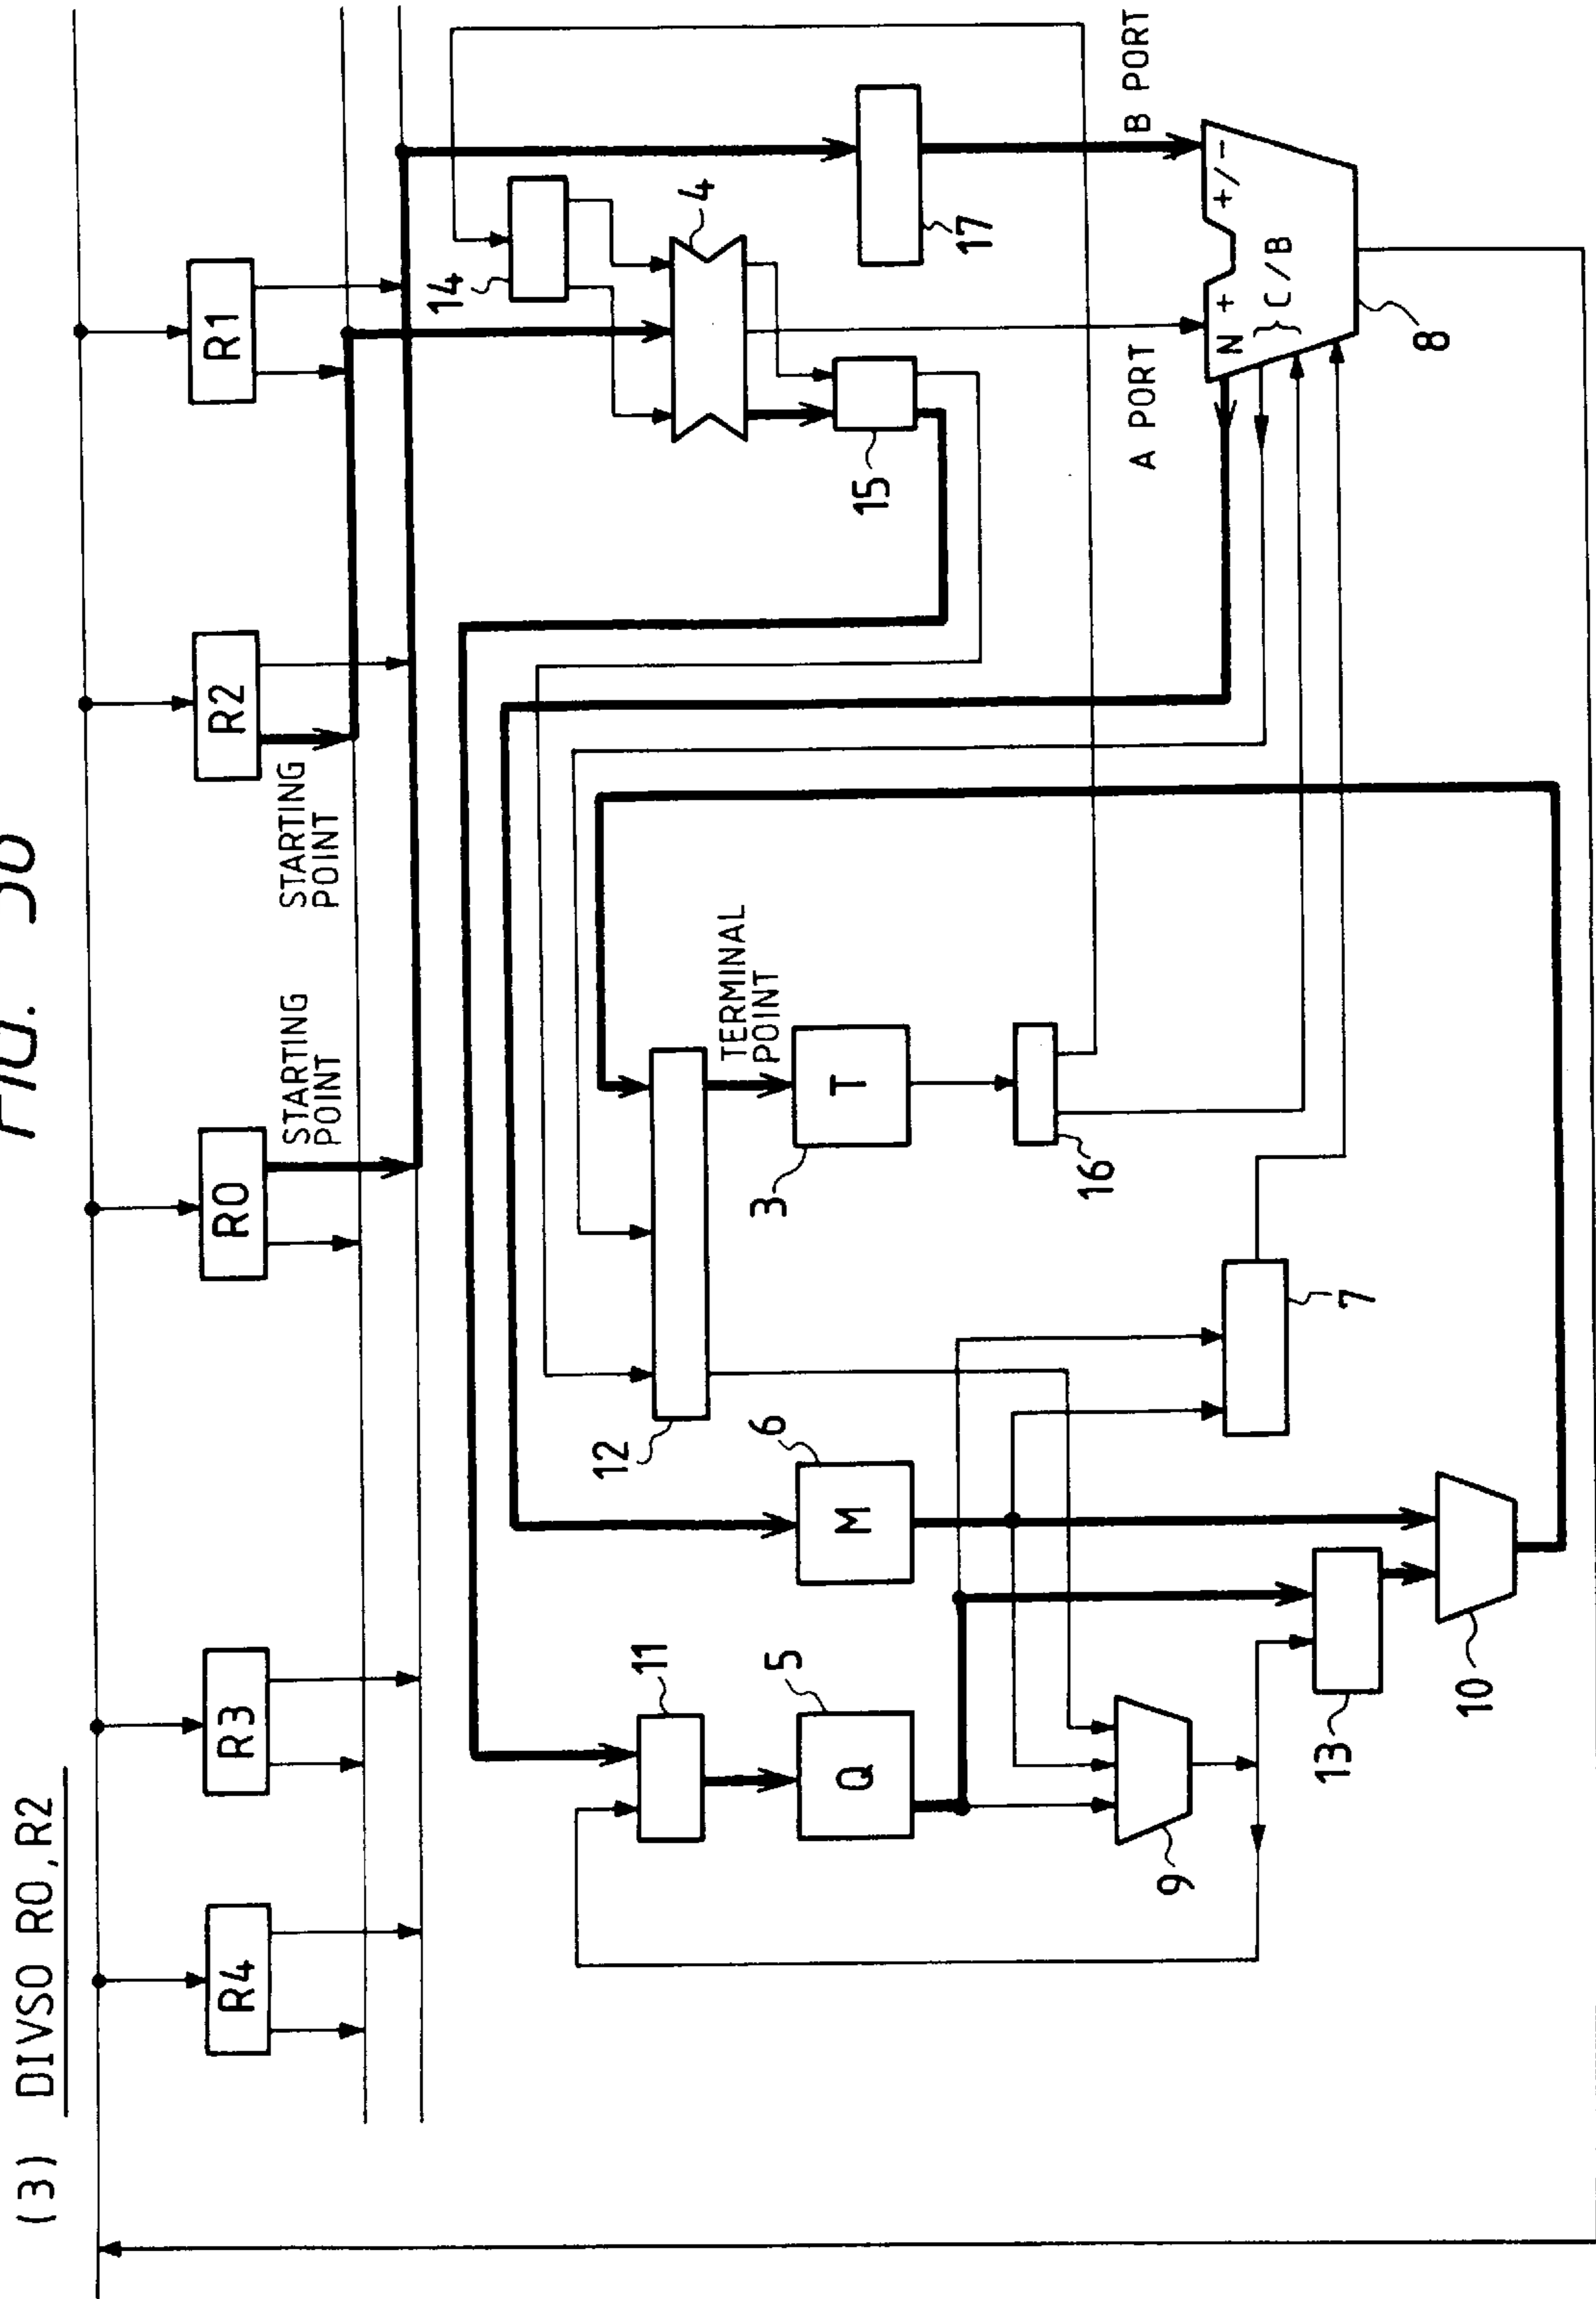 FIG.
(3) DIVS0 R0,R2
R4
R3
R0
R2
R1
STARTING
POINT
STARTING
POINT
14
4
12
11
6
5
TERMINAL
POINT
3
Q
M
T
15
17
16
9
7
13
10
A PORT
B PORT
N + +/-
} C/B
8